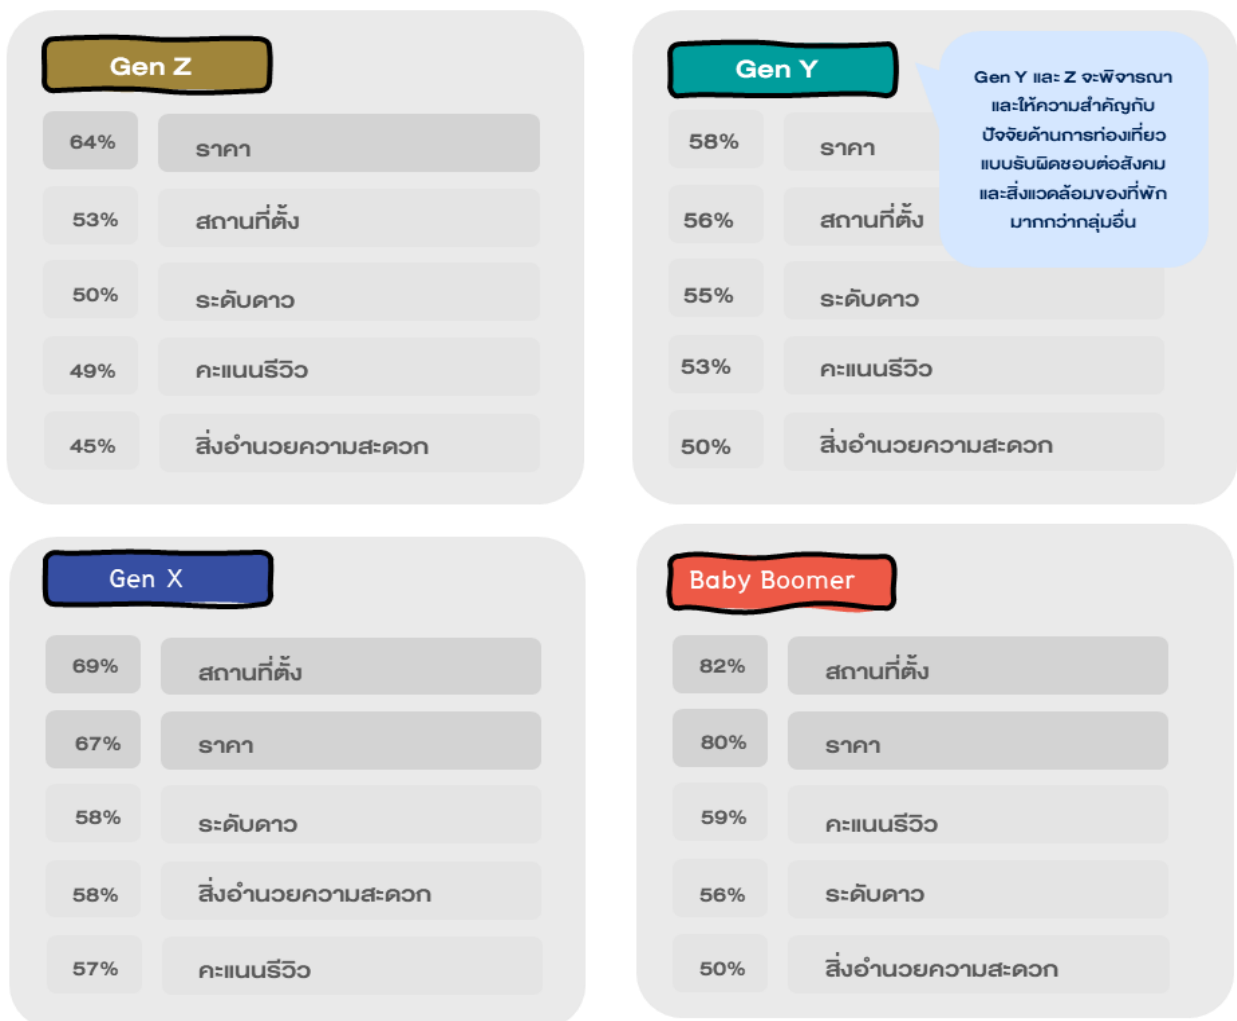 Gen Z
64% ราคา
53% สถานที่ตั้ง
50% ระดับดาว
49% คะแนนรีวิว
45% สิ่งอำนวยความสะดวก
Gen Y
58% ราคา
56% สถานที่ตั้ง
55% ระดับดาว
53% คะแนนรีวิว
50% สิ่งอำนวยความสะดวก
Gen Y และ Z จะพิจารณา
และให้ความสำคัญกับ
ปัจจัยด้านการท่องเที่ยว
แบบรับผิดชอบต่อสังคม
และสิ่งแวดล้อมของที่พัก
มากกว่ากลุ่มอื่น
Gen X
69% สถานที่ตั้ง
67% ราคา
58% ระดับดาว
58% สิ่งอำนวยความสะดวก
57% คะแนนรีวิว
Baby Boomer
82% สถานที่ตั้ง
80% ราคา
59% คะแนนรีวิว
56% ระดับดาว
50% สิ่งอำนวยความสะดวก